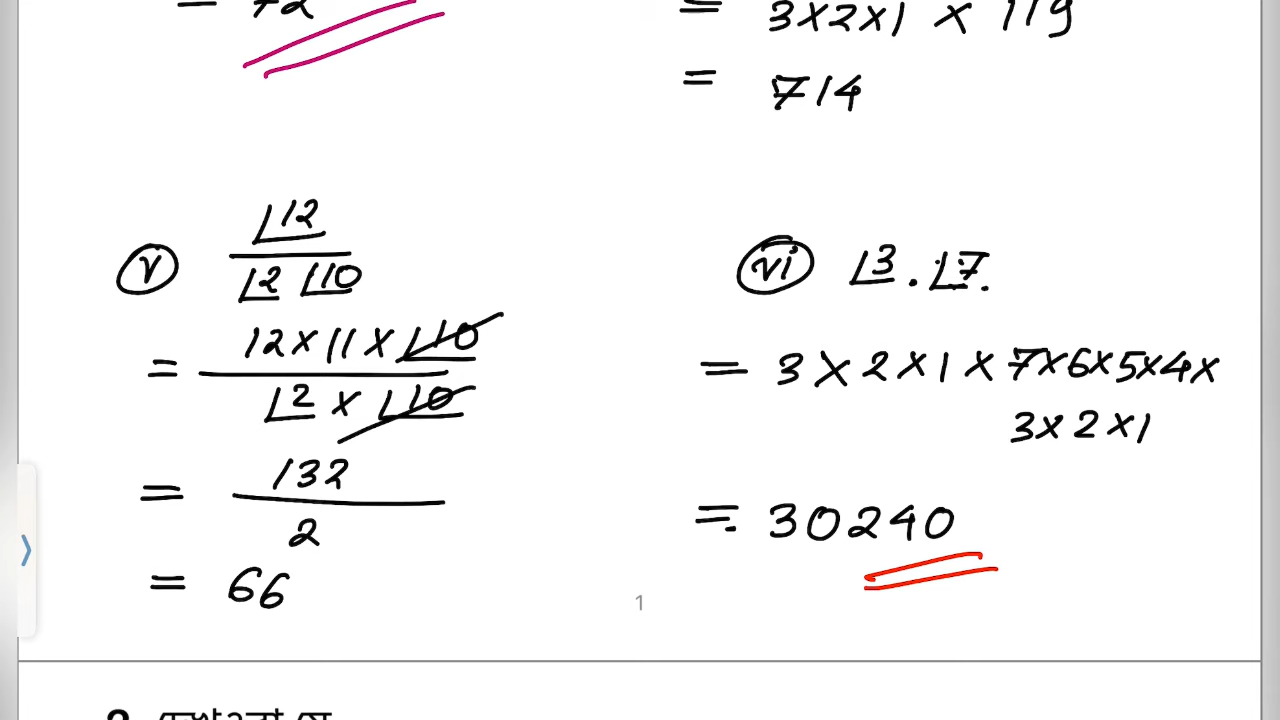 = 72
= 3×2×1 × 119
= 714
(v) ∟12 / ∟2 ∟10
= 12×11×∟10 / ∟2 × ∟10
= 132 / 2
= 66
(vi) ∟3 . ∟7
= 3 × 2 × 1 × 7×6×5×4×
3×2×1
= 30240
1